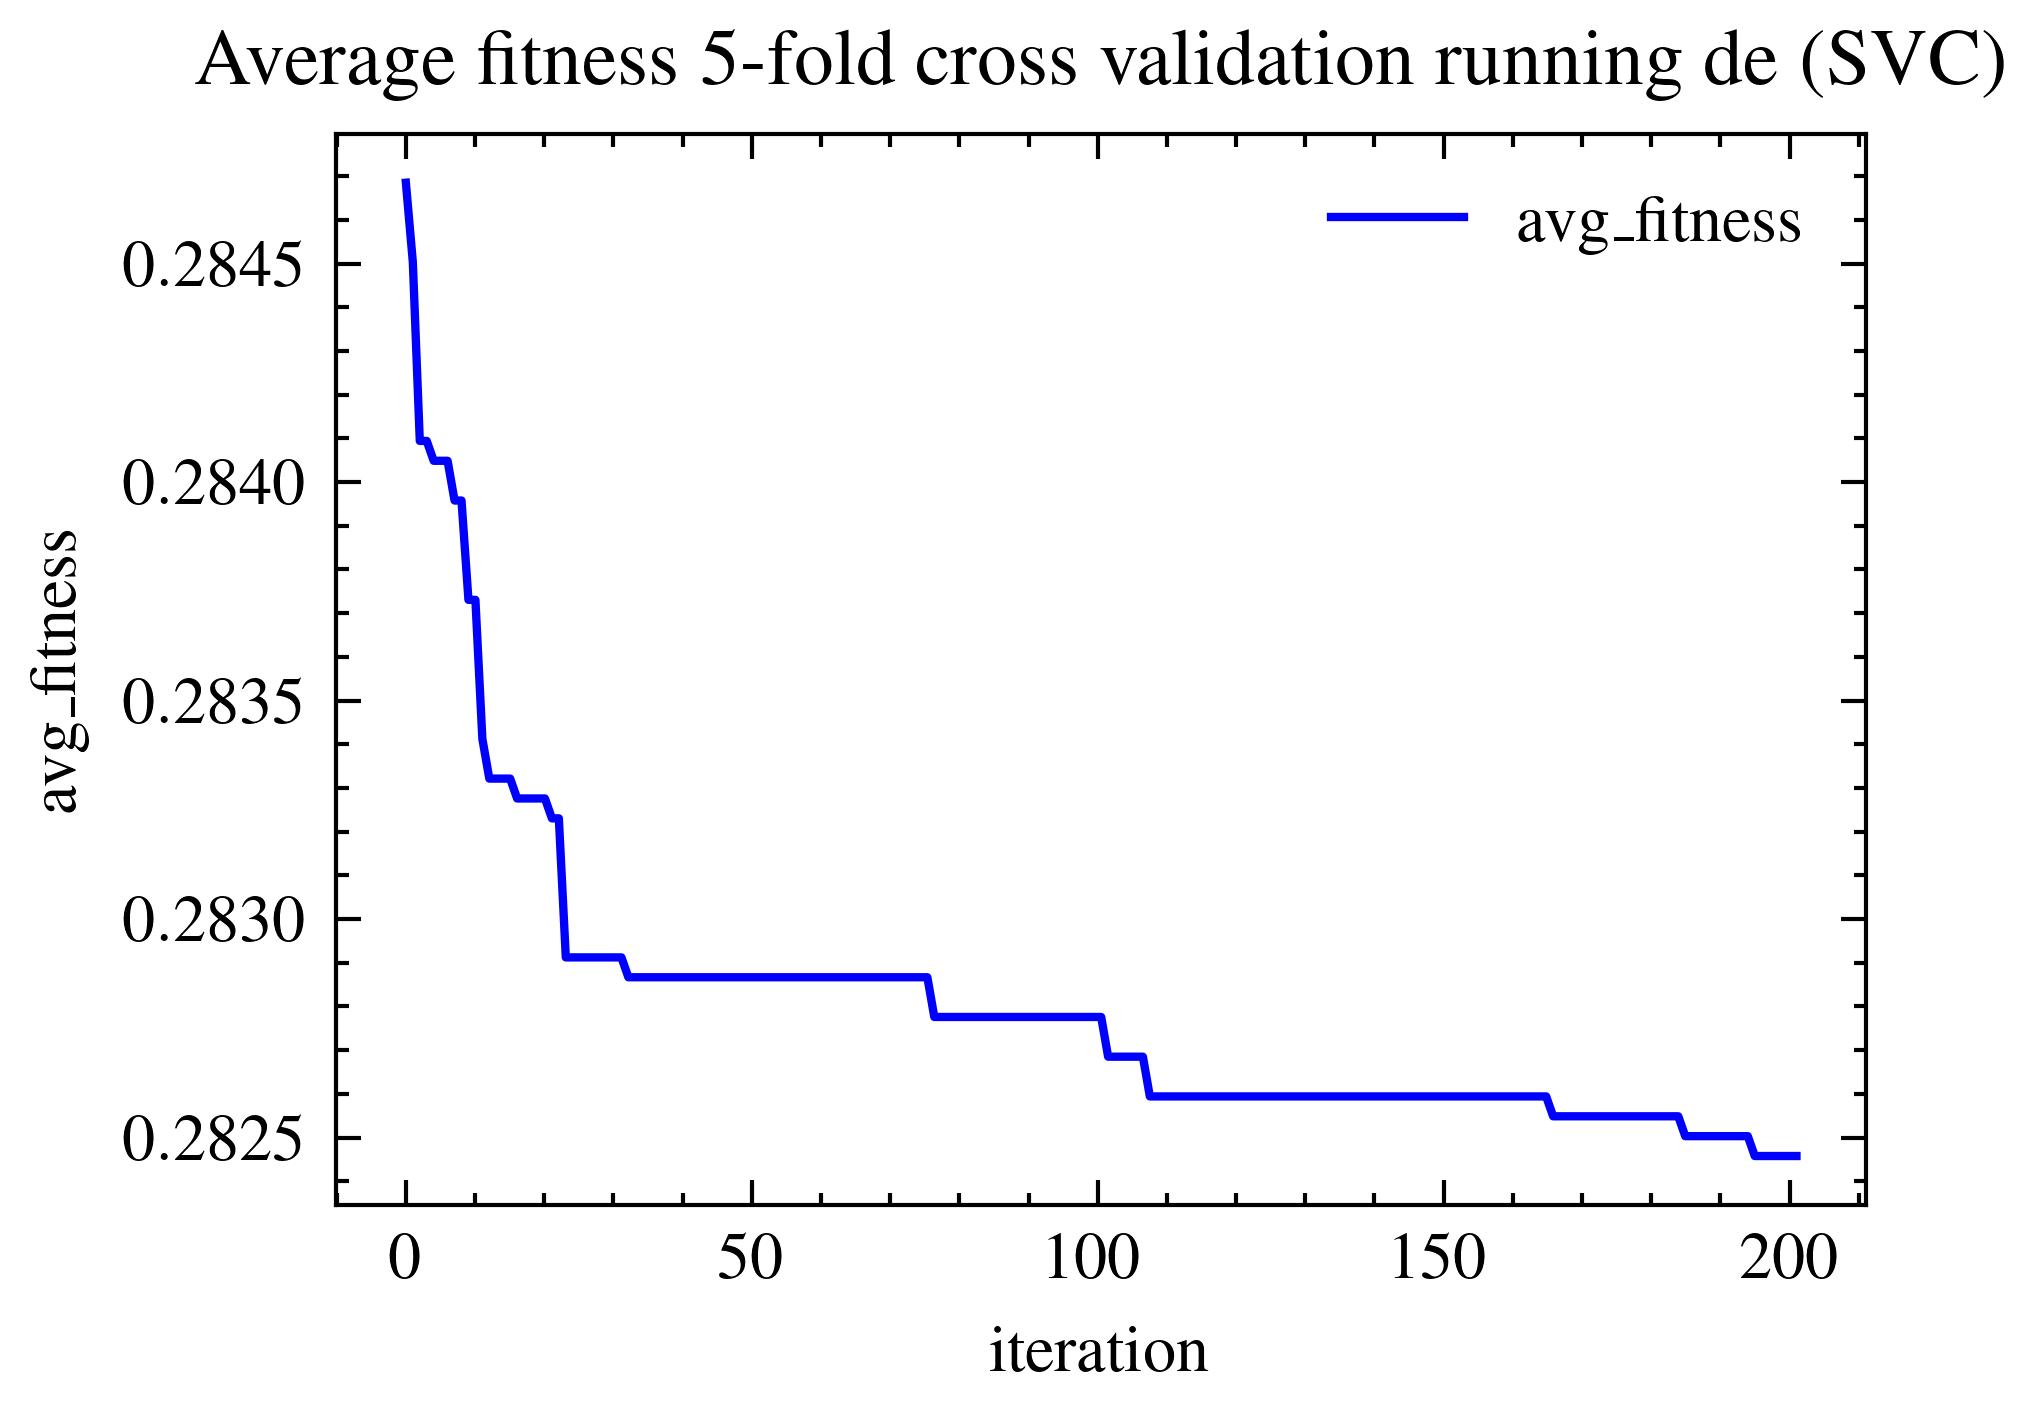 Average fitness 5-fold cross validation running de (SVC)
avg_fitness
0.2845
0.2840
0.2835
0.2830
0.2825
avg_fitness
0 50 100 150 200
iteration